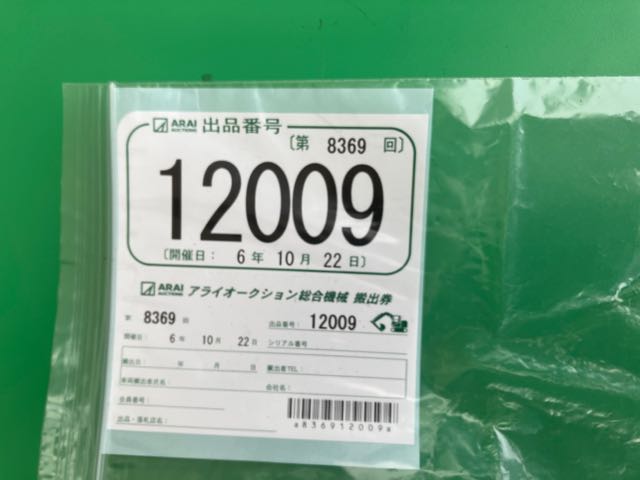 ARAI AUCTIONS 出品番号
〔第 8369 回〕
12009
〔開催日： 6 年 10 月 22 日〕
ARAI AUCTIONS アライオークション総合機械 搬出券
第 8369 回 出品番号： 12009
開催日： 6 年 10 月 22 日 シリアル番号
搬出日： 年 月 日 搬出者TEL：
車両搬出者氏名： 会社名：
会員番号：
出品・落札店名：
a836912009a